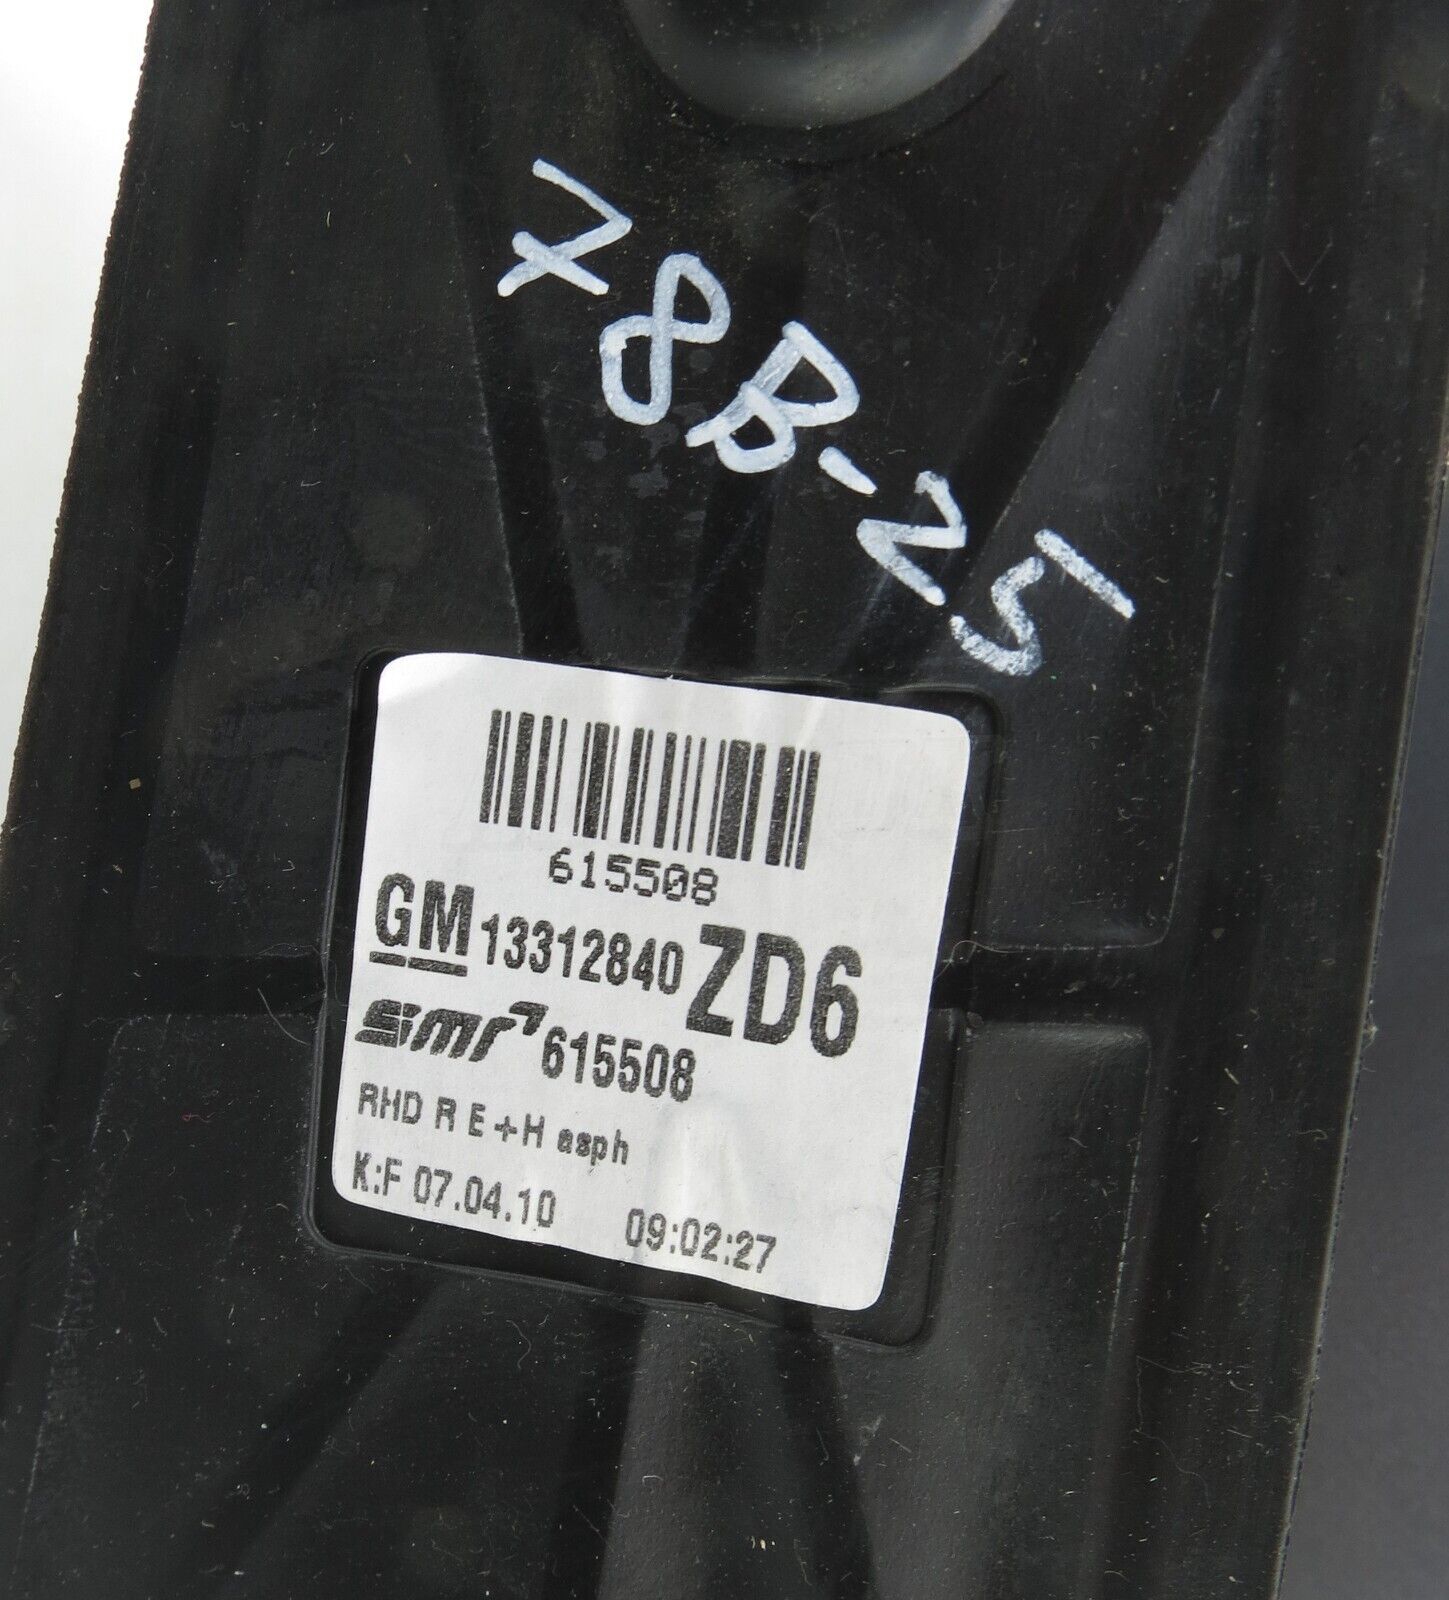 78B-25
615508
GM 13312840 ZD6
smr 615508
RHD R E+H asph
K:F 07.04.10 09:02:27